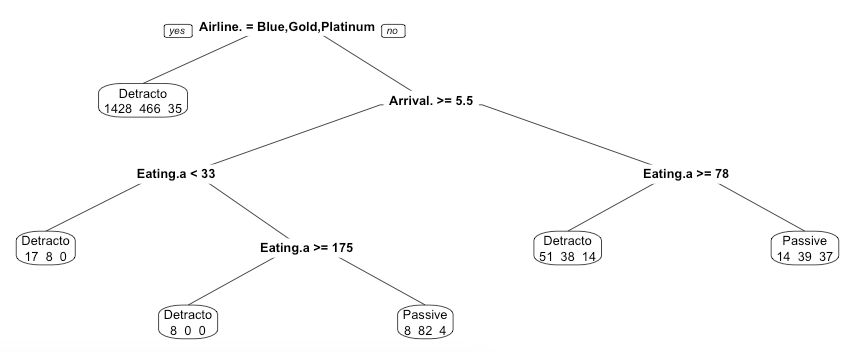 yes Airline. = Blue,Gold,Platinum no
Detracto
1428 466 35
Arrival. >= 5.5
Eating.a < 33
Eating.a >= 78
Detracto
17 8 0
Eating.a >= 175
Detracto
51 38 14
Passive
14 39 37
Detracto
8 0 0
Passive
8 82 4